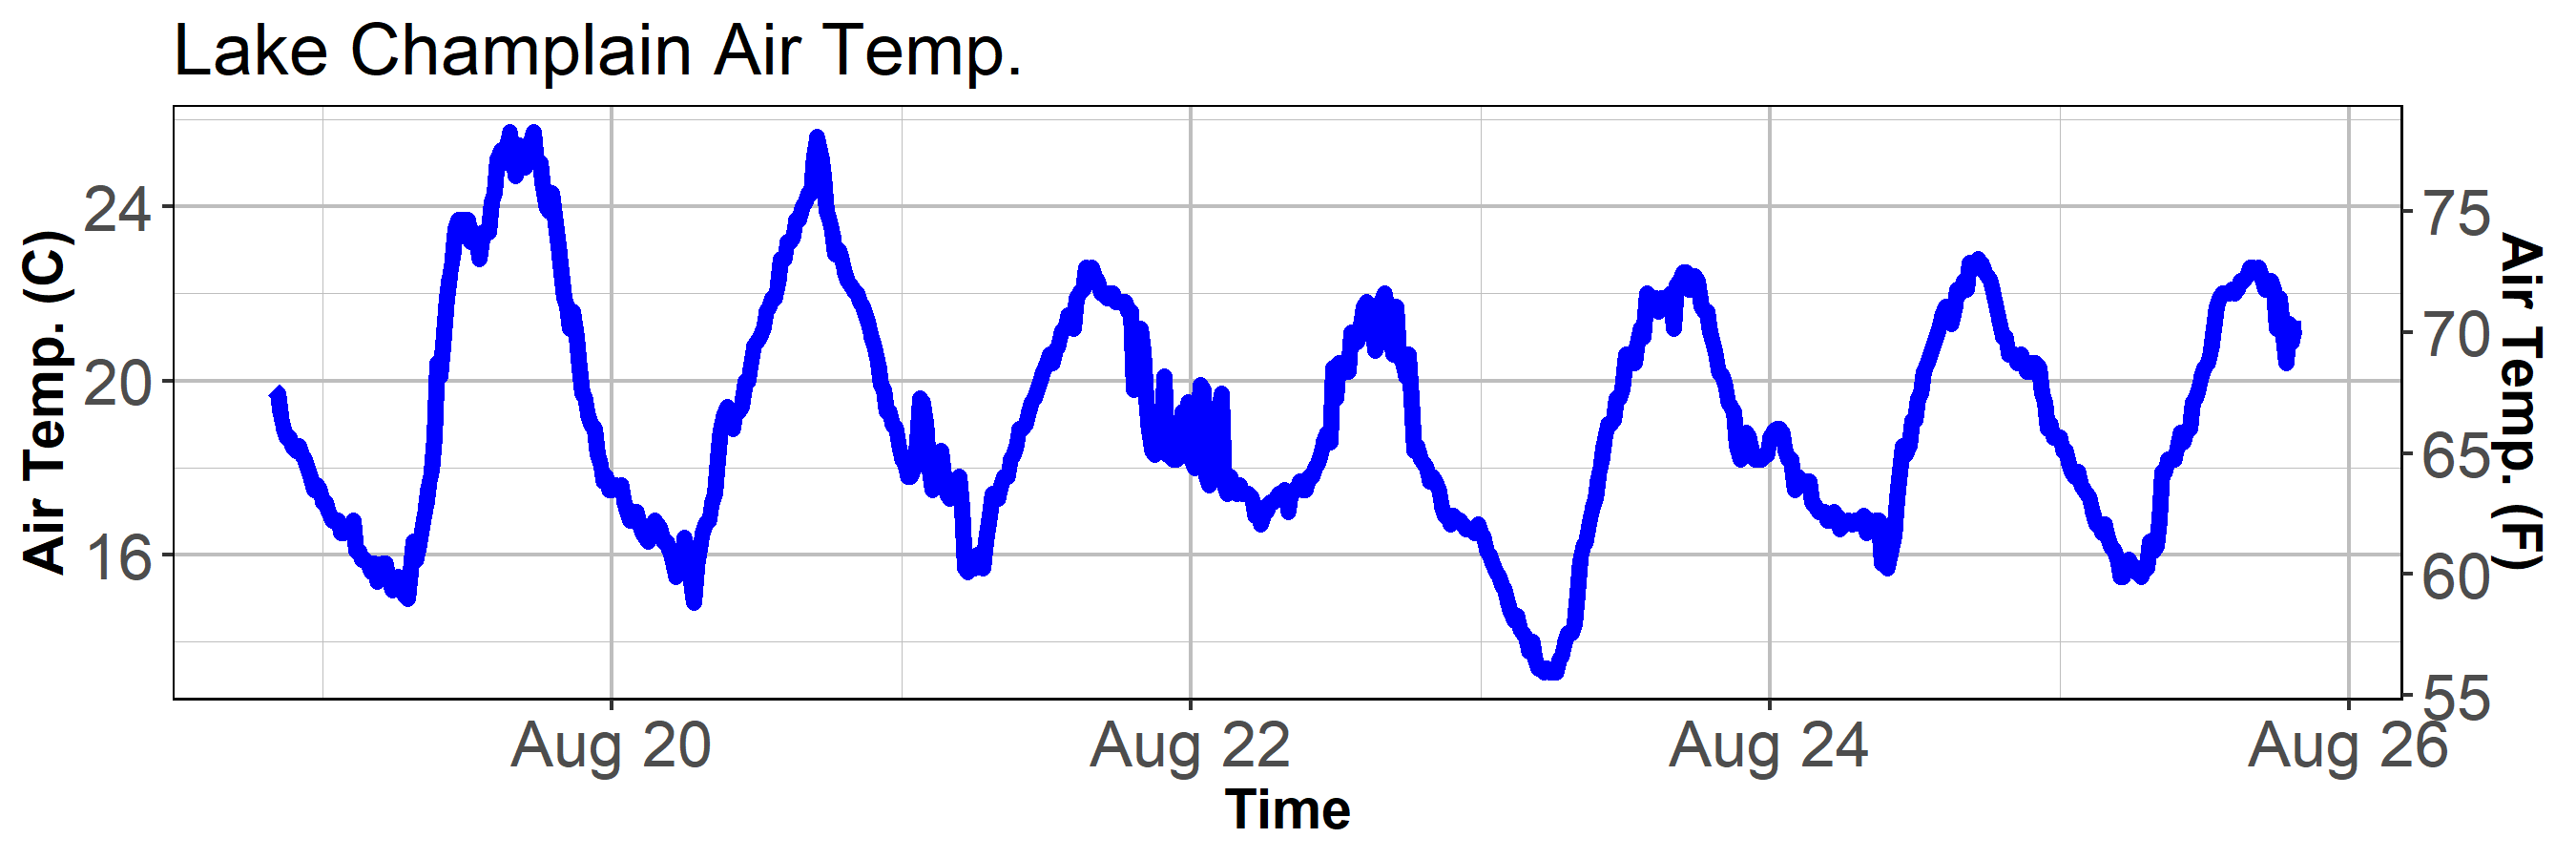 Lake Champlain Air Temp.
Air Temp. (C)
24
20
16
75
70
65
60
55
Air Temp. (F)
Aug 20 Aug 22 Aug 24 Aug 26
Time